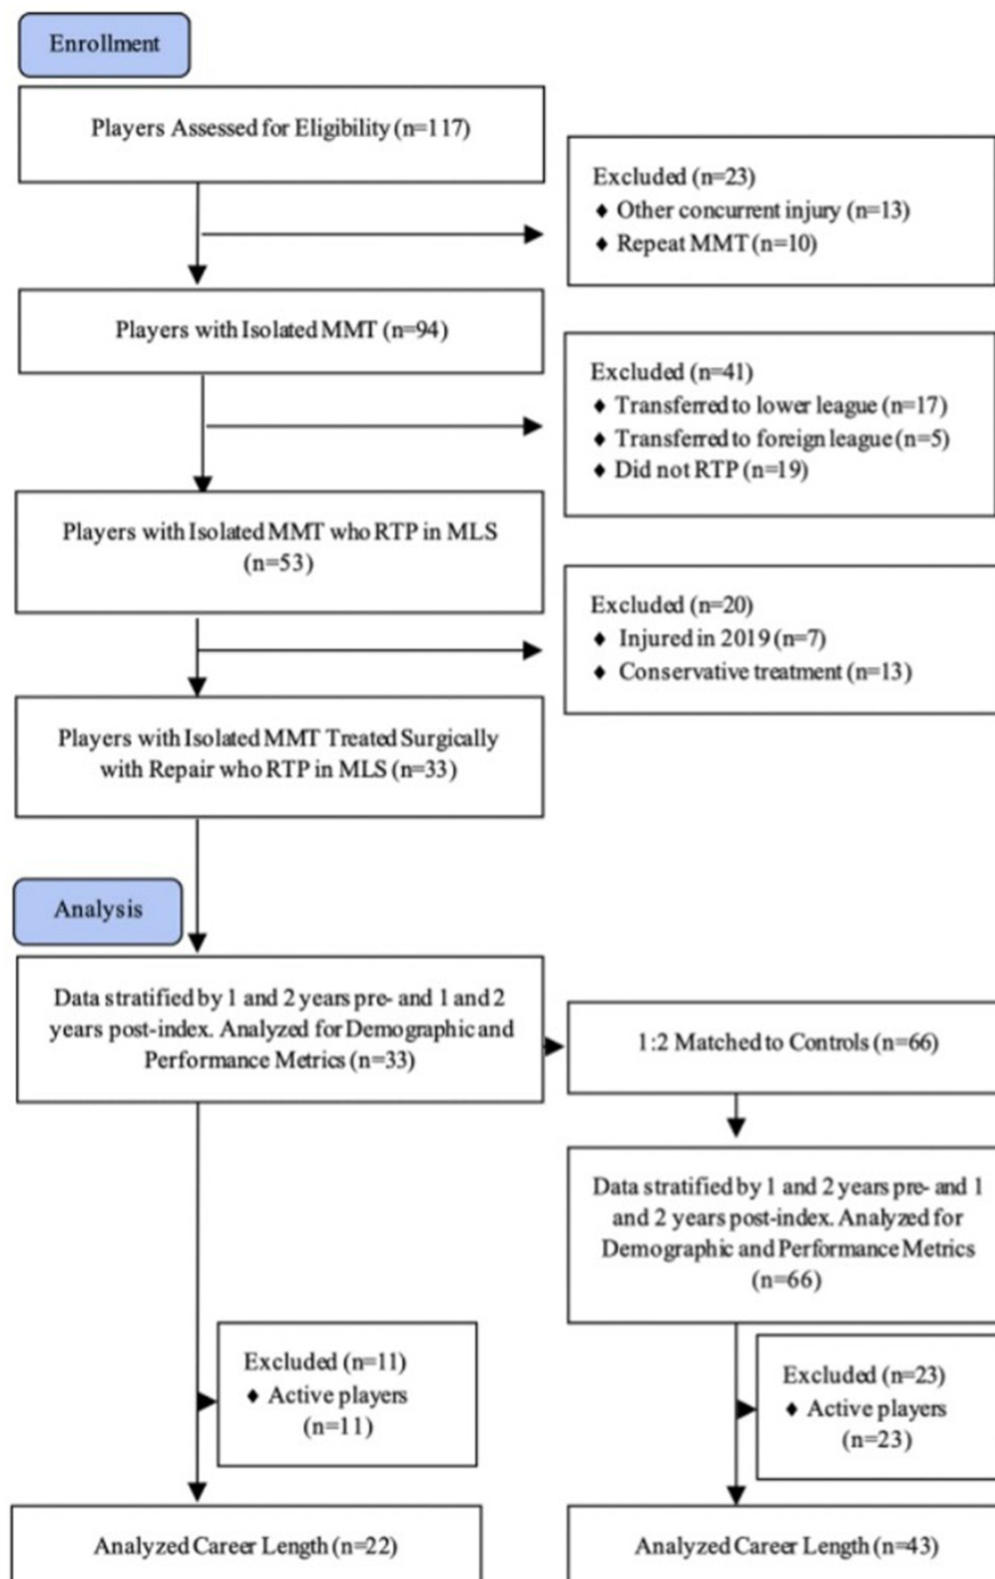 Enrollment
Players Assessed for Eligibility (n=117)
Excluded (n=23)
♦ Other concurrent injury (n=13)
♦ Repeat MMT (n=10)
Players with Isolated MMT (n=94)
Excluded (n=41)
♦ Transferred to lower league (n=17)
♦ Transferred to foreign league (n=5)
♦ Did not RTP (n=19)
Players with Isolated MMT who RTP in MLS
(n=53)
Excluded (n=20)
♦ Injured in 2019 (n=7)
♦ Conservative treatment (n=13)
Players with Isolated MMT Treated Surgically
with Repair who RTP in MLS (n=33)
Analysis
Data stratified by 1 and 2 years pre- and 1 and 2
years post-index. Analyzed for Demographic and
Performance Metrics (n=33)
1:2 Matched to Controls (n=66)
Data stratified by 1 and 2 years pre- and 1
and 2 years post-index. Analyzed for
Demographic and Performance Metrics
(n=66)
Excluded (n=11)
♦ Active players
(n=11)
Excluded (n=23)
♦ Active players
(n=23)
Analyzed Career Length (n=22)
Analyzed Career Length (n=43)